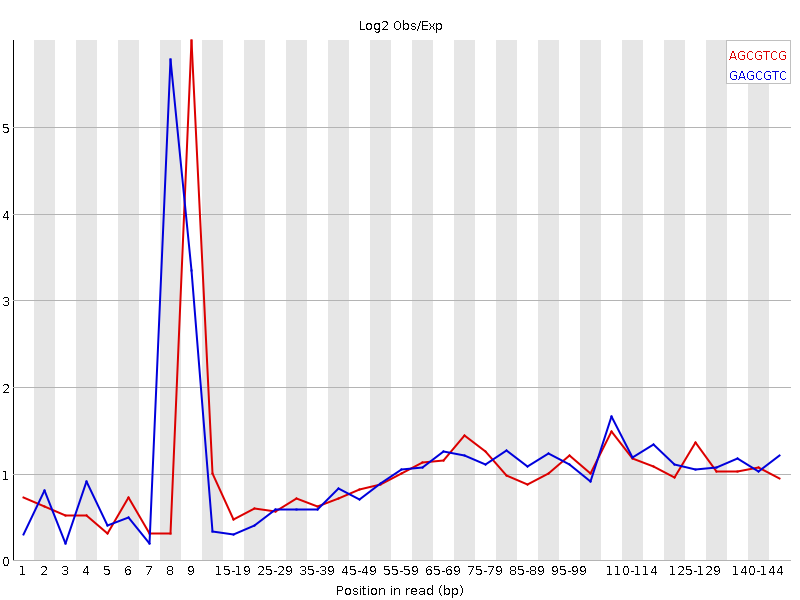 Log2 Obs/Exp
AGCGTCG
GAGCGTC
5
4
3
2
1
0
1 2 3 4 5 6 7 8 9 15-19 25-29 35-39 45-49 55-59 65-69 75-79 85-89 95-99 110-114 125-129 140-144
Position in read (bp)